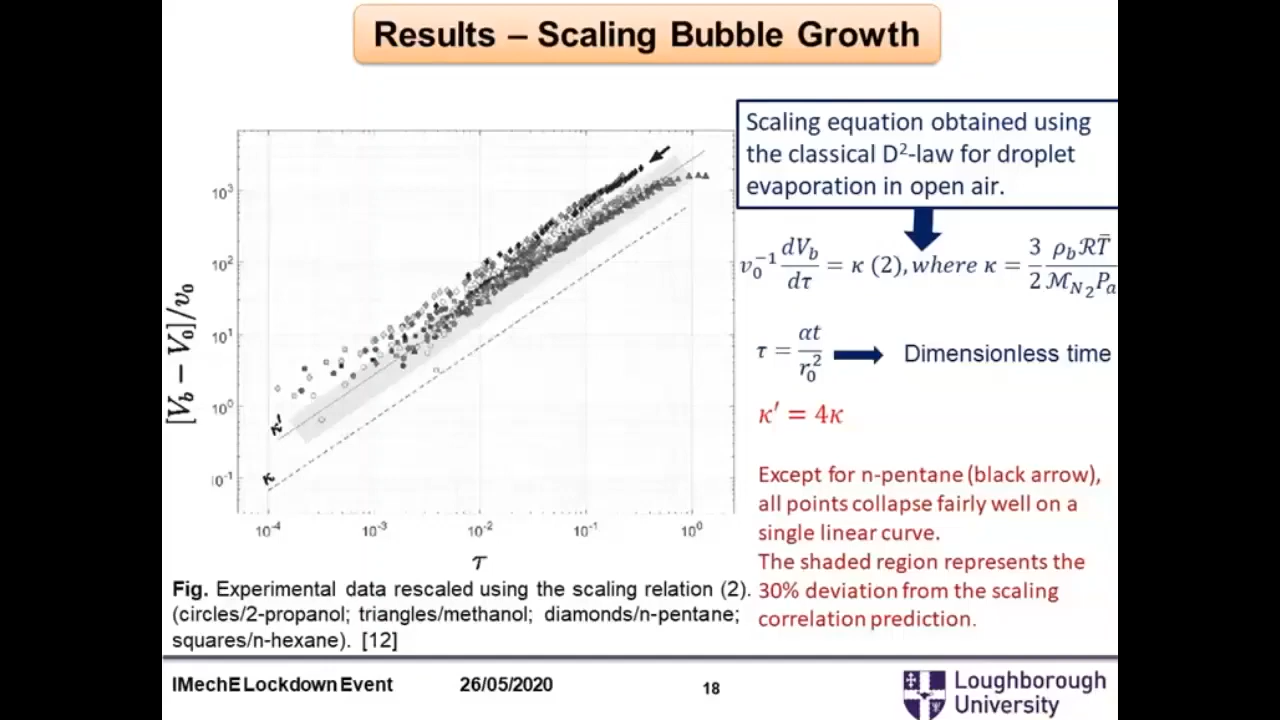 Results – Scaling Bubble Growth
Scaling equation obtained using
the classical D²-law for droplet
evaporation in open air.
v₀⁻¹ dV_b/dτ = κ (2), where κ = 3/2 ρ_b ℛT̄/ℳ_N₂ P_a
τ = αt/r₀²
Dimensionless time
κ′ = 4κ
Except for n-pentane (black arrow),
all points collapse fairly well on a
single linear curve.
The shaded region represents the
30% deviation from the scaling
correlation prediction.
[V_b − V₀]/v₀
10³
10²
10¹
10⁰
10⁻¹
κ′
κ
10⁻⁴ 10⁻³ 10⁻² 10⁻¹ 10⁰
τ
Fig. Experimental data rescaled using the scaling relation (2).
(circles/2-propanol; triangles/methanol; diamonds/n-pentane;
squares/n-hexane). [12]
IMechE Lockdown Event 26/05/2020 18
Loughborough
University